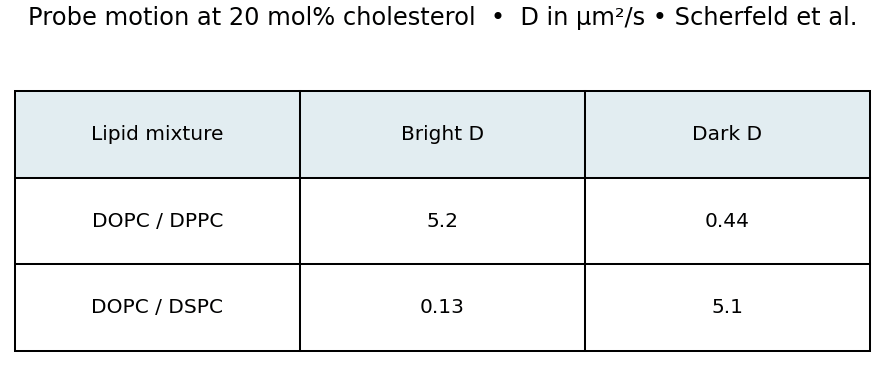 Probe motion at 20 mol% cholesterol • D in μm²/s • Scherfeld et al.
Lipid mixture Bright D Dark D
DOPC / DPPC 5.2 0.44
DOPC / DSPC 0.13 5.1